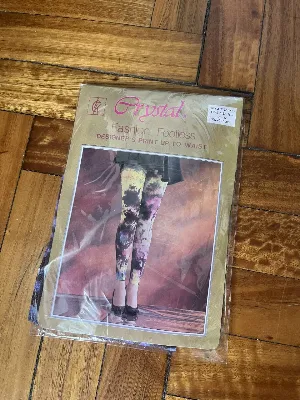 Crystal
Fashion Footless
DESIGNER'S PRINT UP TO WAIST